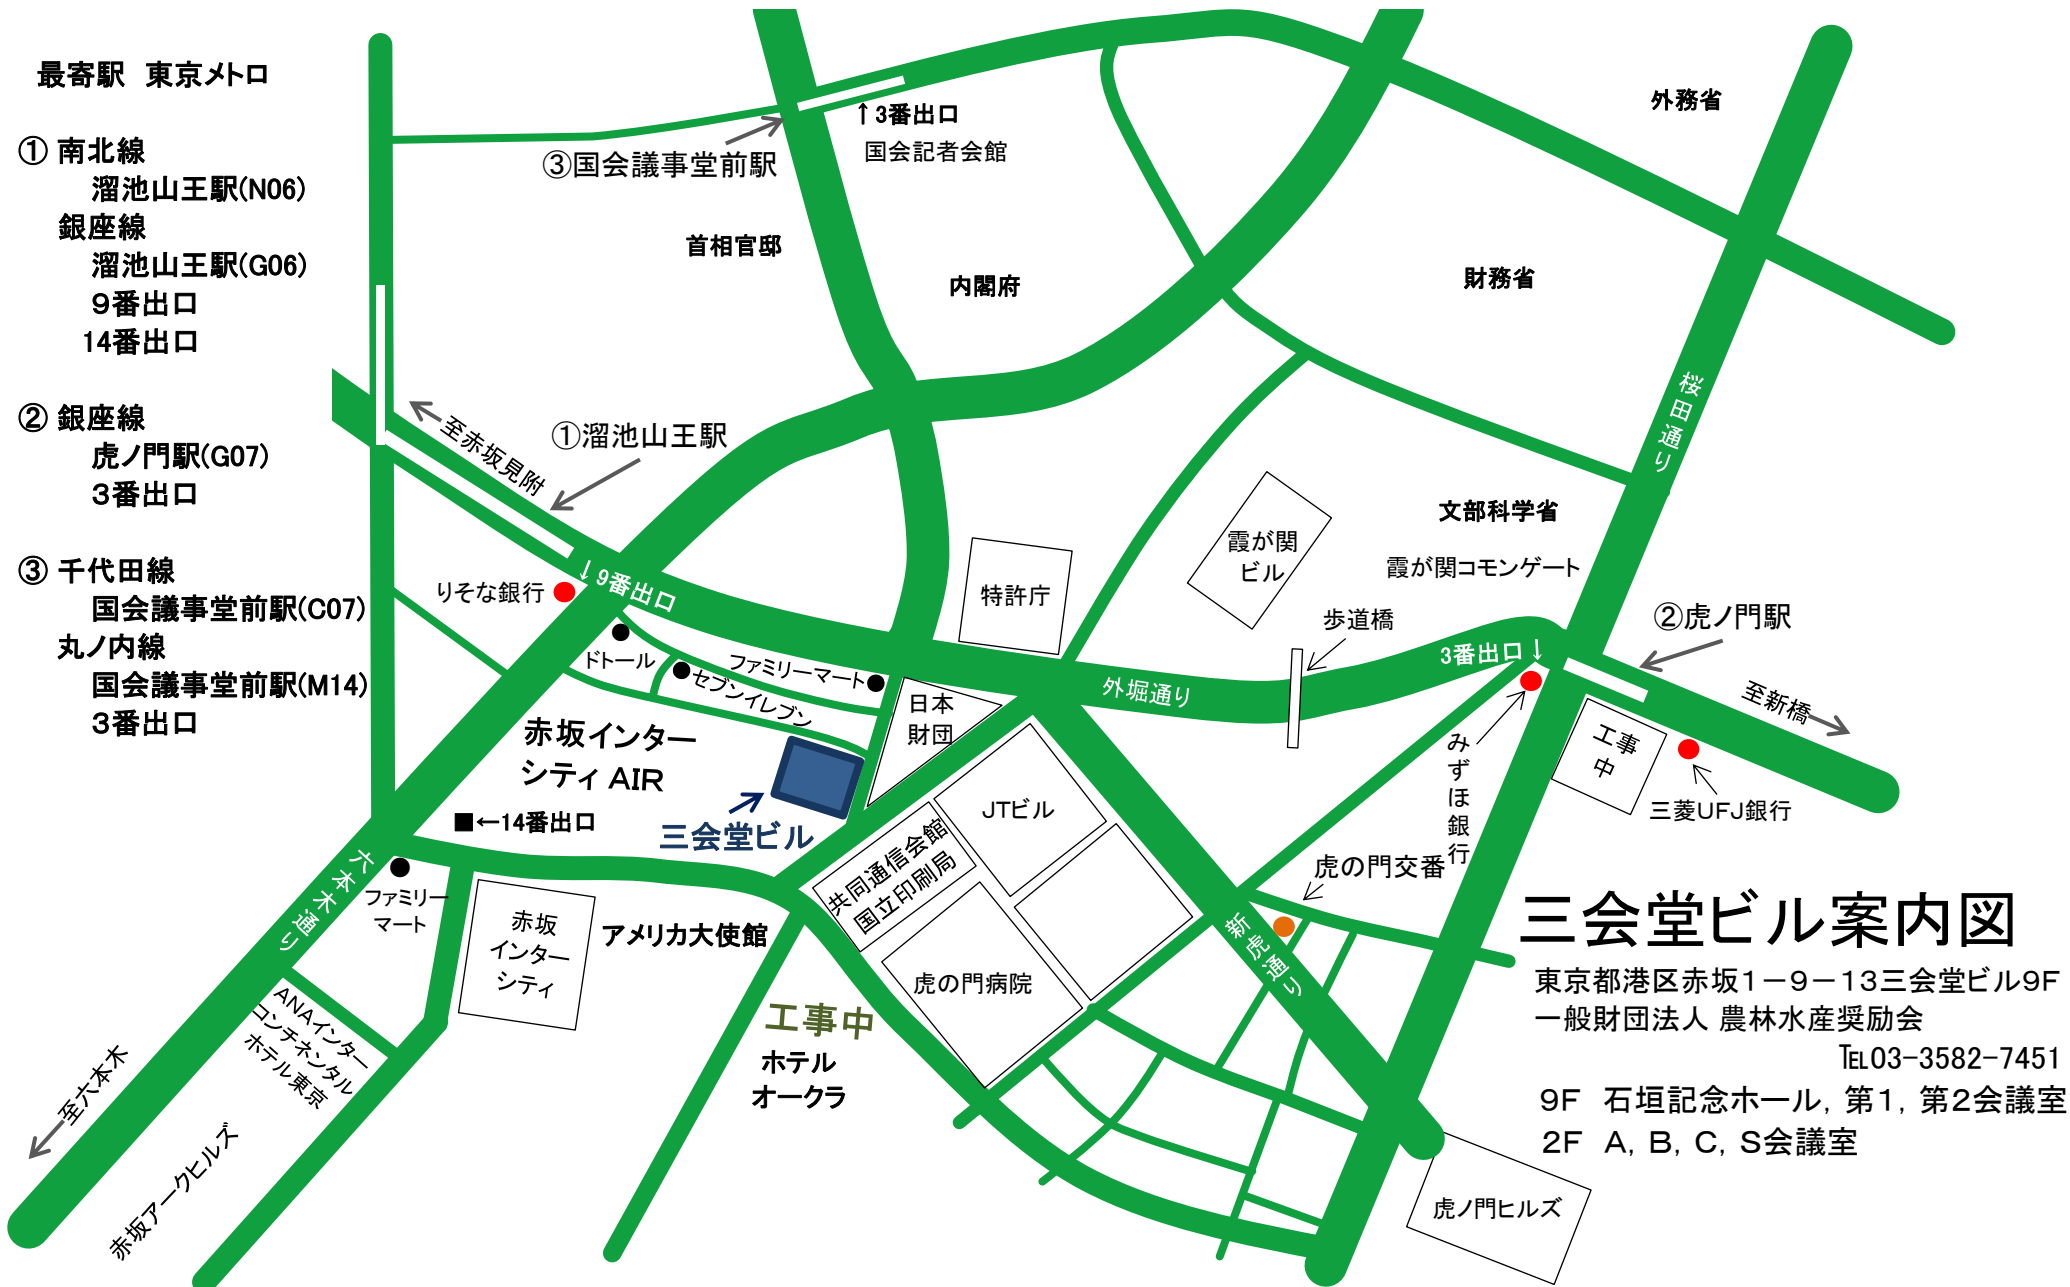 最寄駅 東京メトロ
① 南北線
溜池山王駅(N06)
銀座線
溜池山王駅(G06)
9番出口
14番出口
② 銀座線
虎ノ門駅(G07)
3番出口
③ 千代田線
国会議事堂前駅(C07)
丸ノ内線
国会議事堂前駅(M14)
3番出口
↑3番出口
国会記者会館
③国会議事堂前駅
外務省
首相官邸
内閣府
財務省
桜田通り
①溜池山王駅
至赤坂見附
文部科学省
霞が関コモンゲート
霞が関
ビル
特許庁
歩道橋
②虎ノ門駅
3番出口↓
至新橋
りそな銀行
↓9番出口
ドトール
セブンイレブン
ファミリーマート
外堀通り
日本
財団
赤坂インター
シティ AIR
三会堂ビル
■←14番出口
JTビル
共同通信会館
国立印刷局
みずほ銀行
工事
中
三菱UFJ銀行
虎の門交番
六本木通り
ファミリー
マート
赤坂
インター
シティ
アメリカ大使館
虎の門病院
新虎通り
工事中
ホテル
オークラ
ANAインター
コンチネンタル
ホテル東京
至六本木
赤坂アークヒルズ
虎ノ門ヒルズ
三会堂ビル案内図
東京都港区赤坂1-9-13三会堂ビル9F
一般財団法人 農林水産奨励会
℡03-3582-7451
9F 石垣記念ホール, 第1, 第2会議室
2F A, B, C, S会議室